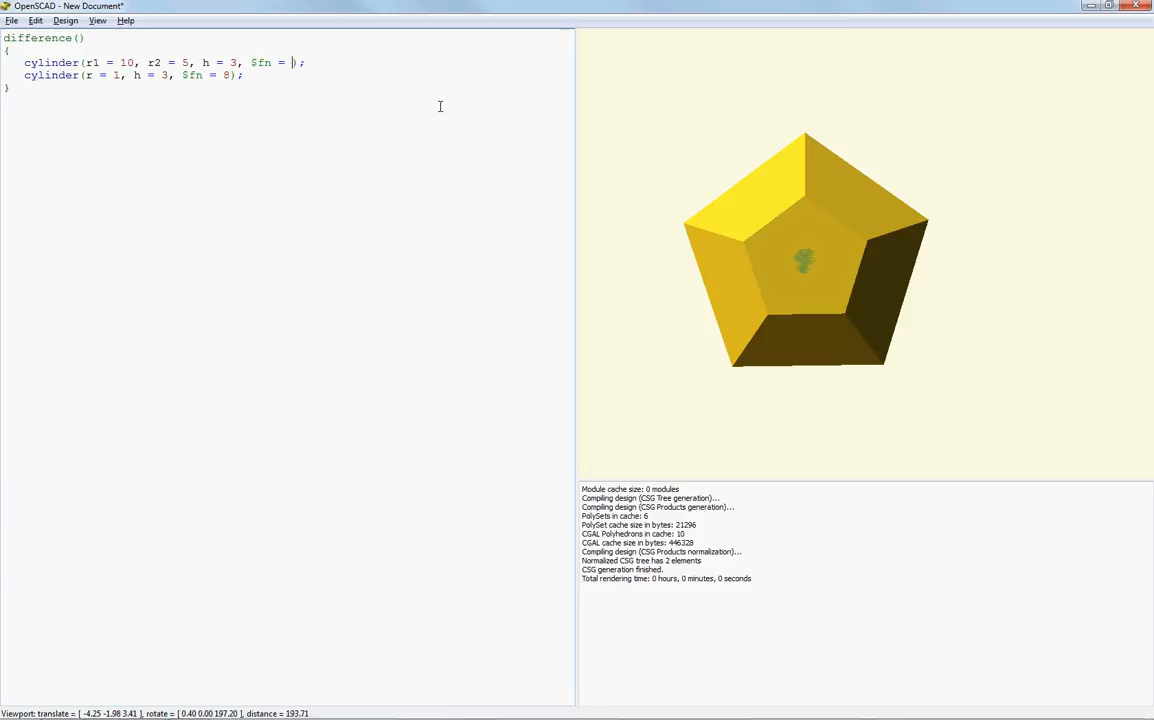 OpenSCAD - New Document*
File Edit Design View Help
difference()
{
cylinder(r1 = 10, r2 = 5, h = 3, $fn = );
cylinder(r = 1, h = 3, $fn = 8);
}
Module cache size: 0 modules
Compiling design (CSG Tree generation)...
Compiling design (CSG Products generation)...
PolySets in cache: 6
PolySet cache size in bytes: 21296
CGAL Polyhedrons in cache: 10
CGAL cache size in bytes: 446328
Compiling design (CSG Products normalization)...
Normalized CSG tree has 2 elements
CSG generation finished.
Total rendering time: 0 hours, 0 minutes, 0 seconds
Viewport: translate = [ -4.25 -1.98 3.41 ], rotate = [ 0.40 0.00 197.20 ], distance = 193.71